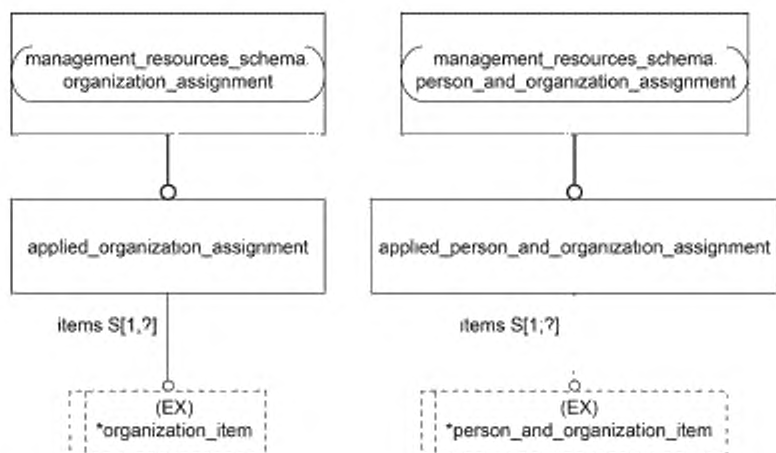 management_resources_schema.
organization_assignment
management_resources_schema.
person_and_organization_assignment
applied_organization_assignment
applied_person_and_organization_assignment
items S[1,?]
items S[1;?]
(EX)
*organization_item
(EX)
*person_and_organization_item